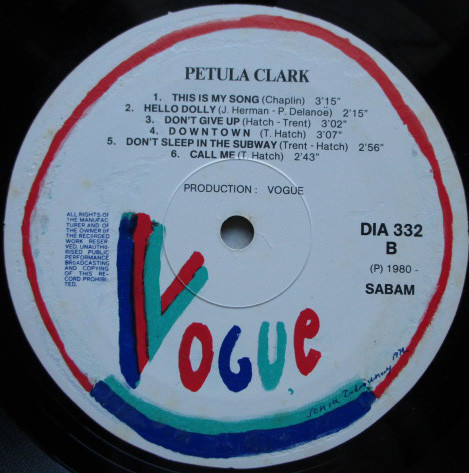 PETULA CLARK
1. THIS IS MY SONG (Chaplin) 3'15"
2. HELLO DOLLY (J. Herman - P. Delanoë) 2'15"
3. DON'T GIVE UP (Hatch - Trent) 3'02"
4. DOWNTOWN (T. Hatch) 3'07"
5. DON'T SLEEP IN THE SUBWAY (Trent - Hatch) 2'56"
6. CALL ME (T. Hatch) 2'43"
PRODUCTION : VOGUE
ALL RIGHTS OF
THE MANUFAC
TURER AND OF
THE OWNER OF
THE RECORDED
WORK RESER
VED. UNAUTHO
RISED PUBLIC
PERFORMANCE
BROADCASTING
AND COPYING
OF THIS RE
CORD PROHIBI
TED.
DIA 332
B
(P) 1980 -
SABAM
VOGUE